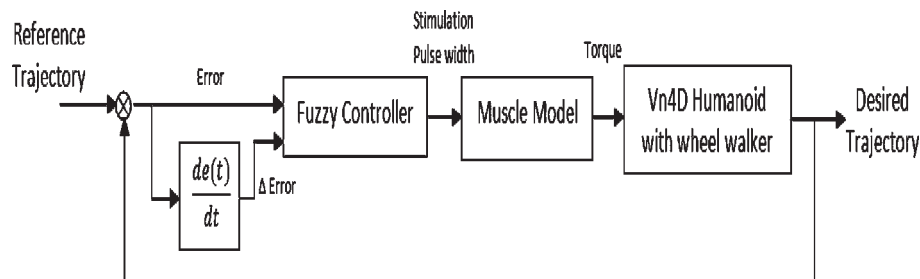 Reference
Trajectory
Error
Fuzzy Controller
Stimulation
Pulse width
Muscle Model
Torque
Vn4D Humanoid
with wheel walker
Desired
Trajectory
de(t)
dt
Δ Error